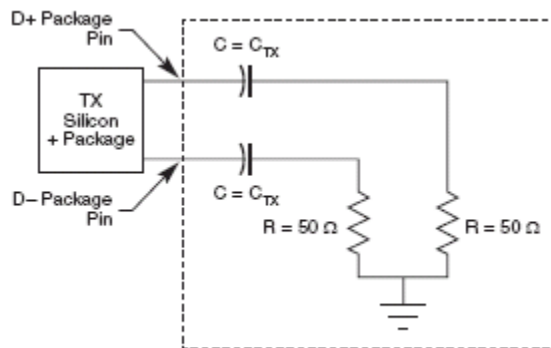 D+ Package
Pin
C = CTX
TX
Silicon
+ Package
D− Package
Pin
C = CTX
R = 50 Ω
R = 50 Ω